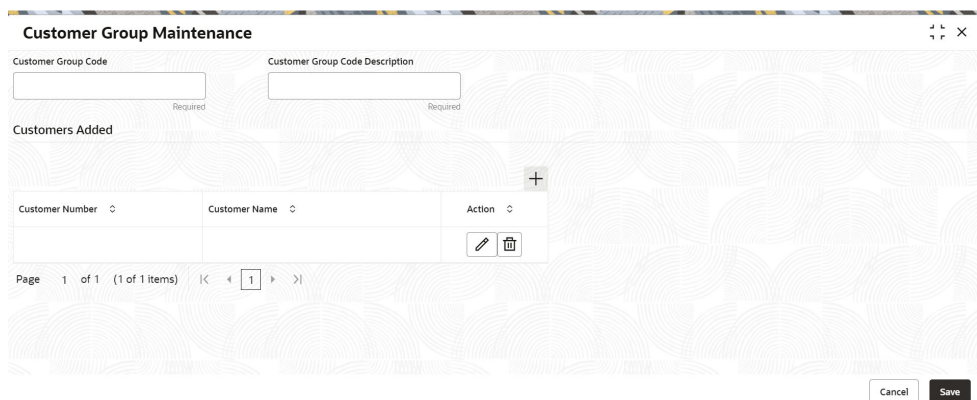 Customer Group Maintenance
Customer Group Code
Customer Group Code Description
Required
Required
Customers Added
Customer Number
Customer Name
Action
Page 1 of 1 (1 of 1 items) 1
Cancel
Save